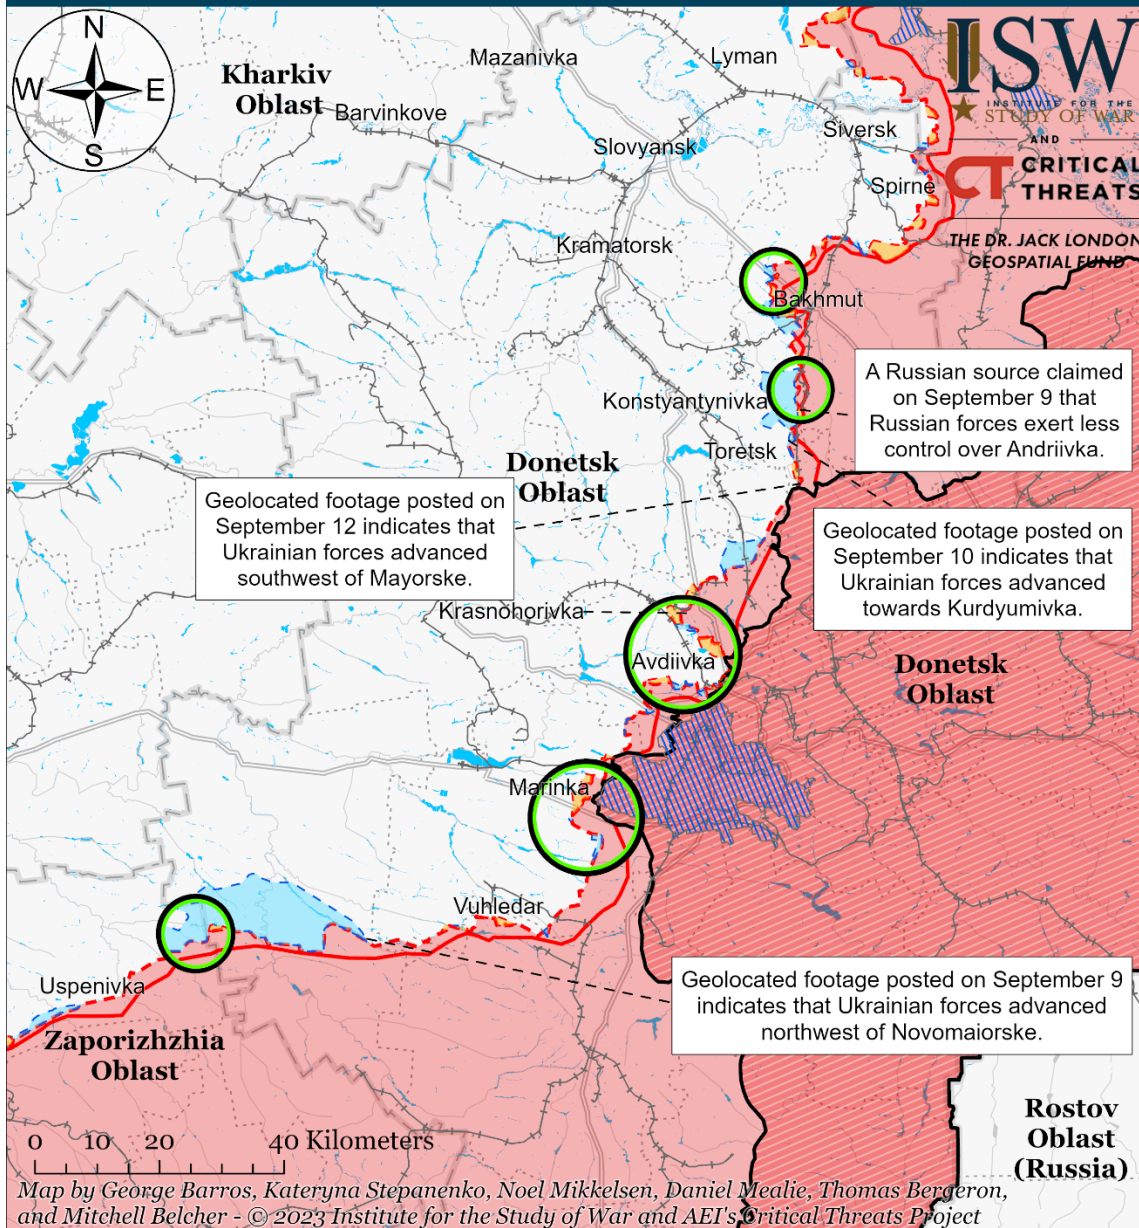 N
W
E
S
Kharkiv
Oblast
Mazanivka
Lyman
Barvinkove
Slovyansk
Siversk
Spirne
Kramatorsk
Bakhmut
ISW
INSTITUTE FOR THE
STUDY OF WAR
AND
CT CRITICAL
THREATS
THE DR. JACK LONDON
GEOSPATIAL FUND
A Russian source claimed
on September 9 that
Russian forces exert less
control over Andriivka.
Konstyantynivka
Toretsk
Donetsk
Oblast
Geolocated footage posted on
September 12 indicates that
Ukrainian forces advanced
southwest of Mayorske.
Geolocated footage posted on
September 10 indicates that
Ukrainian forces advanced
towards Kurdyumivka.
Krasnohorivka
Avdiivka
Donetsk
Oblast
Marinka
Vuhledar
Uspenivka
Geolocated footage posted on September 9
indicates that Ukrainian forces advanced
northwest of Novomaiorske.
Zaporizhzhia
Oblast
Rostov
Oblast
(Russia)
0 10 20 40 Kilometers
Map by George Barros, Kateryna Stepanenko, Noel Mikkelsen, Daniel Mealie, Thomas Bergeron,
and Mitchell Belcher - © 2023 Institute for the Study of War and AEI's Critical Threats Project